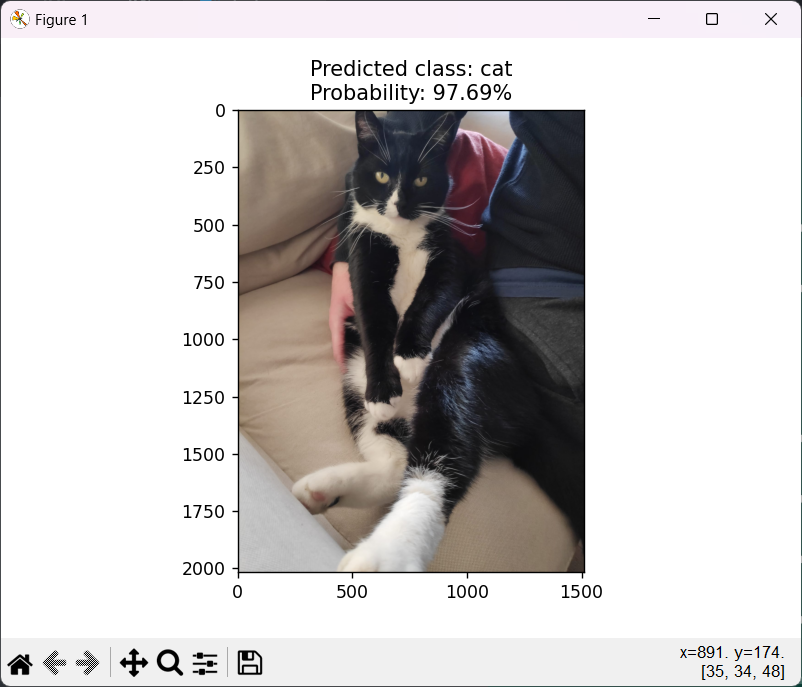 Figure 1
Predicted class: cat
Probability: 97.69%
0
250
500
750
1000
1250
1500
1750
2000
0 500 1000 1500
x=891. y=174.
[35, 34, 48]